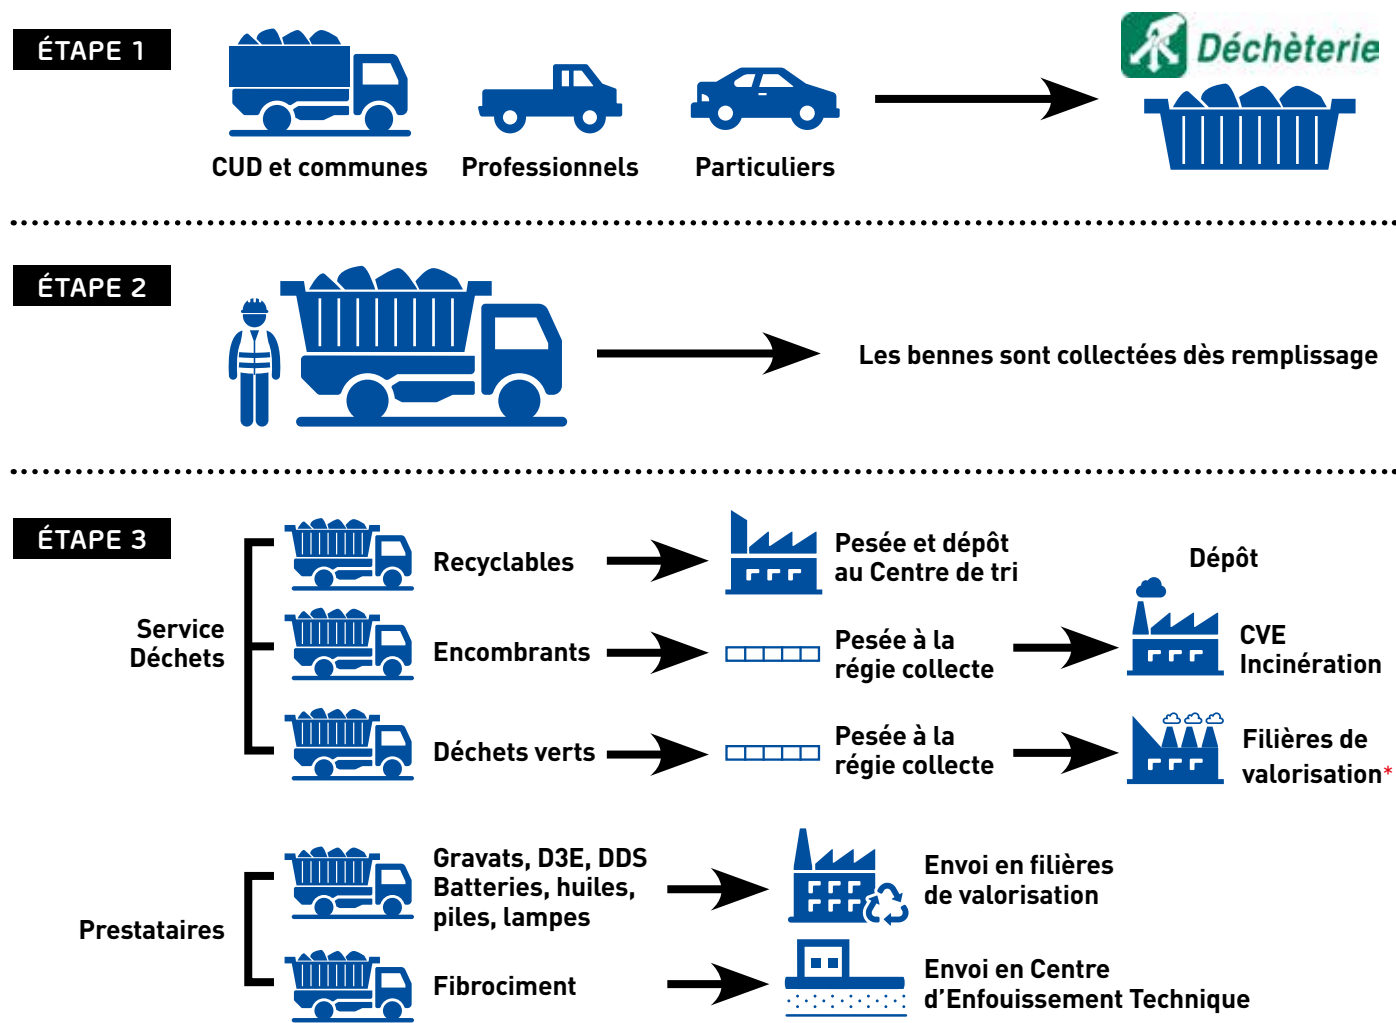 ÉTAPE 1
Déchèterie
CUD et communes
Professionnels
Particuliers
ÉTAPE 2
Les bennes sont collectées dès remplissage
ÉTAPE 3
Service
Déchets
Recyclables
Pesée et dépôt
au Centre de tri
Dépôt
Encombrants
Pesée à la
régie collecte
CVE
Incinération
Déchets verts
Pesée à la
régie collecte
Filières de
valorisation*
Prestataires
Gravats, D3E, DDS
Batteries, huiles,
piles, lampes
Envoi en filières
de valorisation
Fibrociment
Envoi en Centre
d'Enfouissement Technique